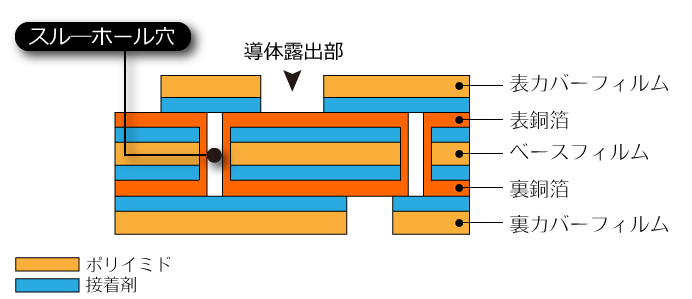 スル―ホール穴
導体露出部
表カバーフィルム
表銅箔
ベースフィルム
裏銅箔
裏カバーフィルム
ポリイミド
接着剤